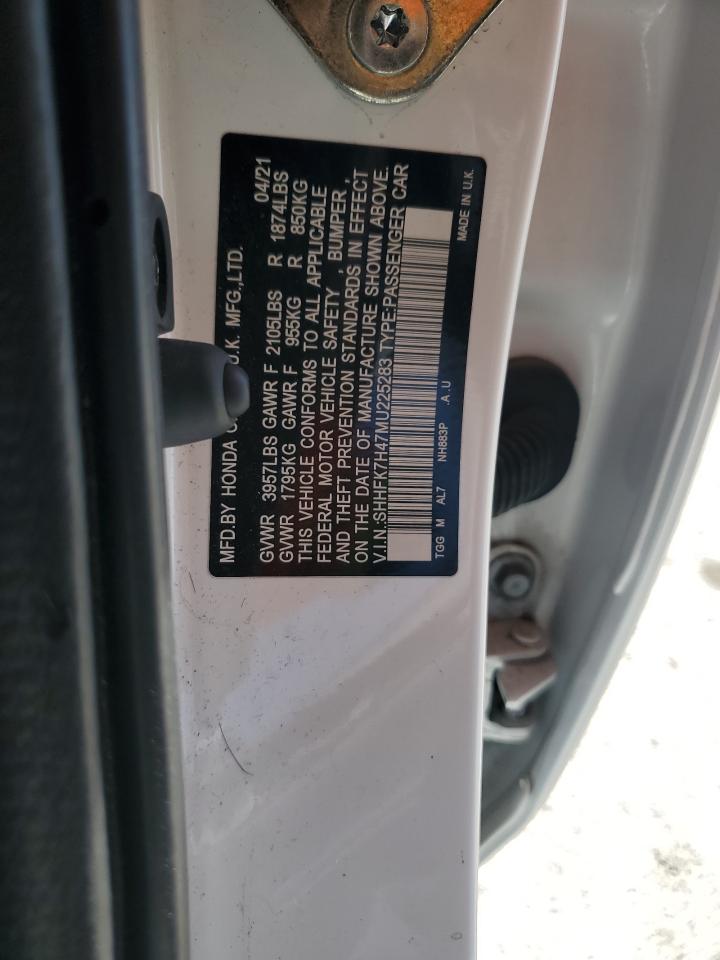 MFD.BY HONDA U.K. MFG.,LTD. 04/21
GVWR 3957LBS GAWR F 2105LBS R 1874LBS
GVWR 1795KG GAWR F 955KG R 850KG
THIS VEHICLE CONFORMS TO ALL APPLICABLE
FEDERAL MOTOR VEHICLE SAFETY , BUMPER ,
AND THEFT PREVENTION STANDARDS IN EFFECT
ON THE DATE OF MANUFACTURE SHOWN ABOVE.
V.I.N.:SHHFK7H47MU225283 TYPE:PASSENGER CAR
TGG M AL7 NH883P .A .U MADE IN U.K.